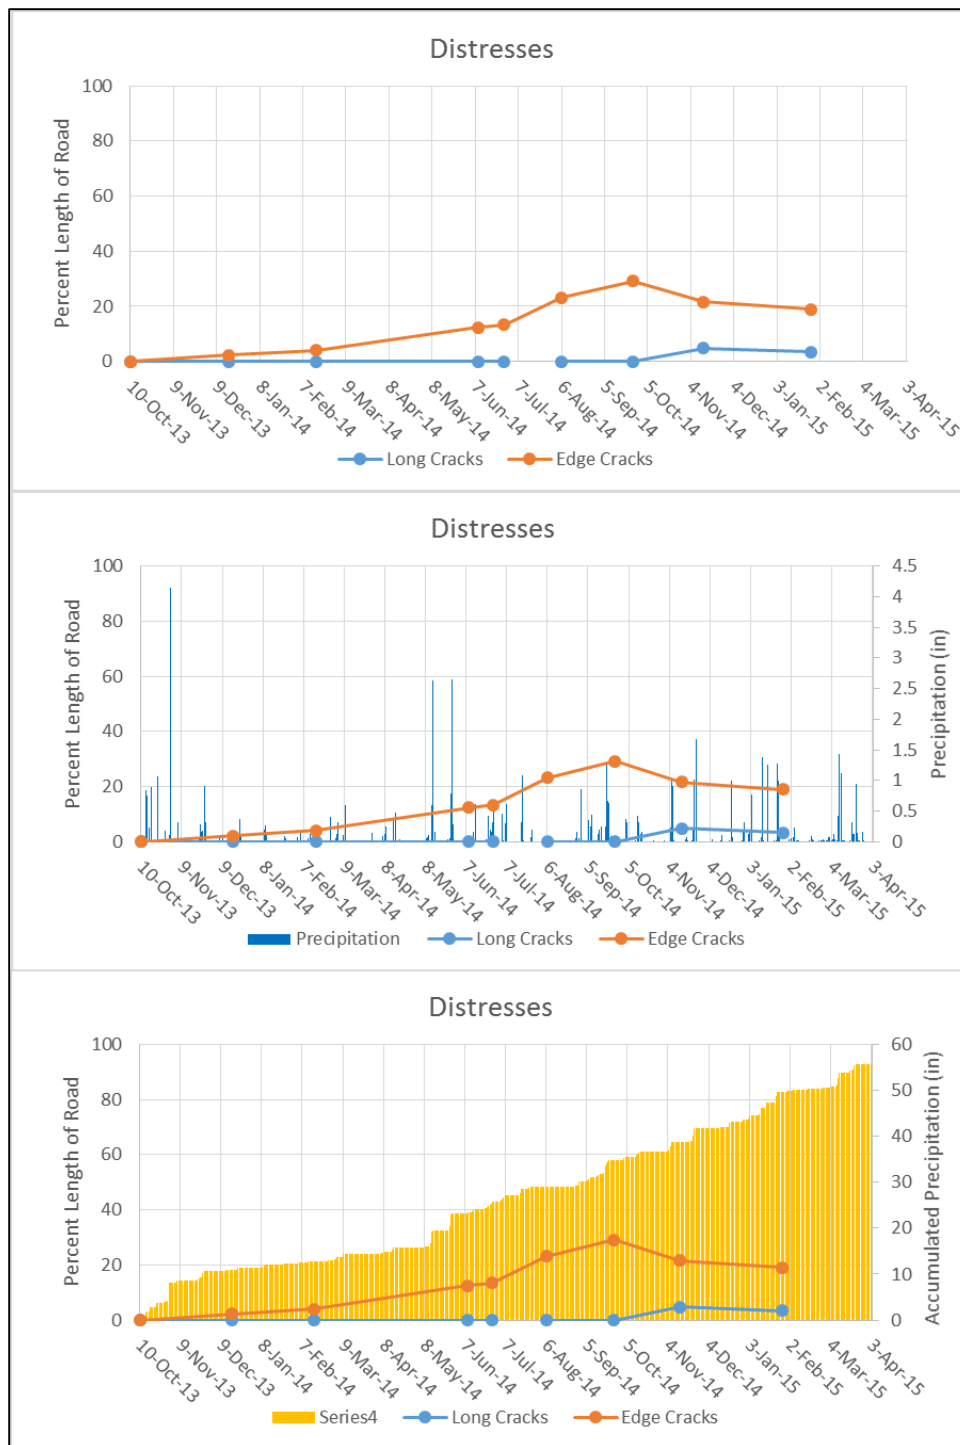 Distresses
Percent Length of Road
100
80
60
40
20
0
10-Oct-13
9-Nov-13
9-Dec-13
8-Jan-14
7-Feb-14
9-Mar-14
8-Apr-14
8-May-14
7-Jun-14
7-Jul-14
6-Aug-14
5-Sep-14
5-Oct-14
4-Nov-14
4-Dec-14
3-Jan-15
2-Feb-15
4-Mar-15
3-Apr-15
Long Cracks
Edge Cracks
Distresses
Percent Length of Road
100
80
60
40
20
0
4.5
4
3.5
3
2.5
2
1.5
1
0.5
0
Precipitation (in)
10-Oct-13
9-Nov-13
9-Dec-13
8-Jan-14
7-Feb-14
9-Mar-14
8-Apr-14
8-May-14
7-Jun-14
7-Jul-14
6-Aug-14
5-Sep-14
5-Oct-14
4-Nov-14
4-Dec-14
3-Jan-15
2-Feb-15
4-Mar-15
3-Apr-15
Precipitation
Long Cracks
Edge Cracks
Distresses
Percent Length of Road
100
80
60
40
20
0
60
50
40
30
20
10
0
Accumulated Precipitation (in)
10-Oct-13
9-Nov-13
9-Dec-13
8-Jan-14
7-Feb-14
9-Mar-14
8-Apr-14
8-May-14
7-Jun-14
7-Jul-14
6-Aug-14
5-Sep-14
5-Oct-14
4-Nov-14
4-Dec-14
3-Jan-15
2-Feb-15
4-Mar-15
3-Apr-15
Series4
Long Cracks
Edge Cracks